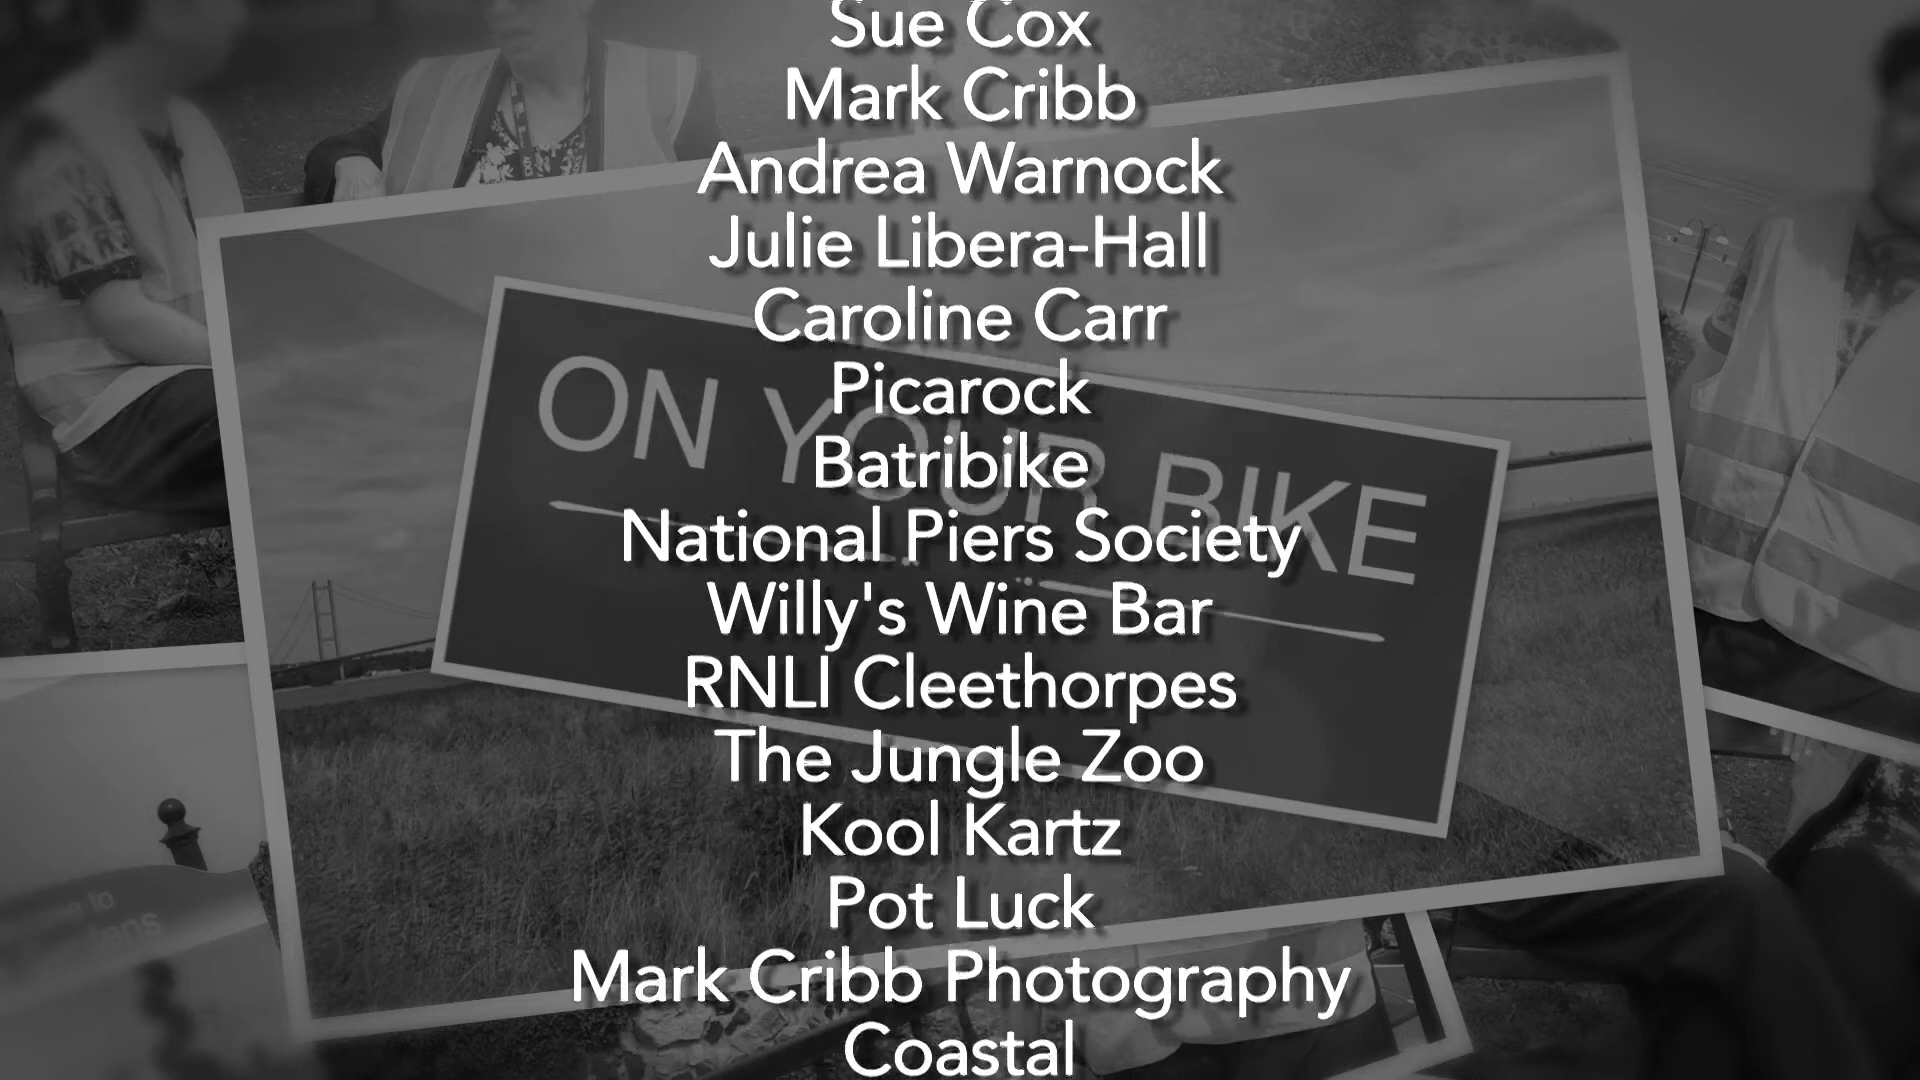 Sue Cox
Mark Cribb
Andrea Warnock
Julie Libera-Hall
Caroline Carr
Picarock
ON YOUR BIKE
Batribike
National Piers Society
Willy's Wine Bar
RNLI Cleethorpes
The Jungle Zoo
Kool Kartz
Pot Luck
Mark Cribb Photography
Coastal